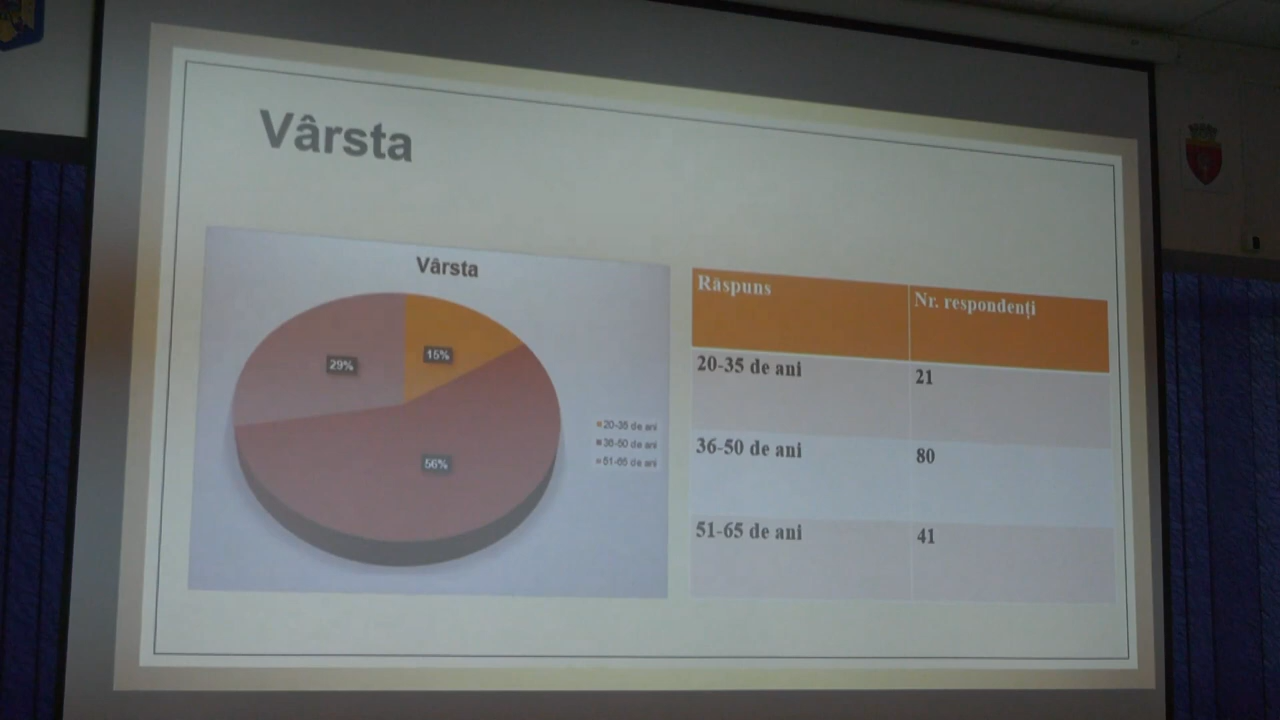 Vârsta
Vârsta
29%
15%
56%
20-35 de ani
36-50 de ani
51-65 de ani
Răspuns
Nr. respondenți
20-35 de ani
21
36-50 de ani
80
51-65 de ani
41